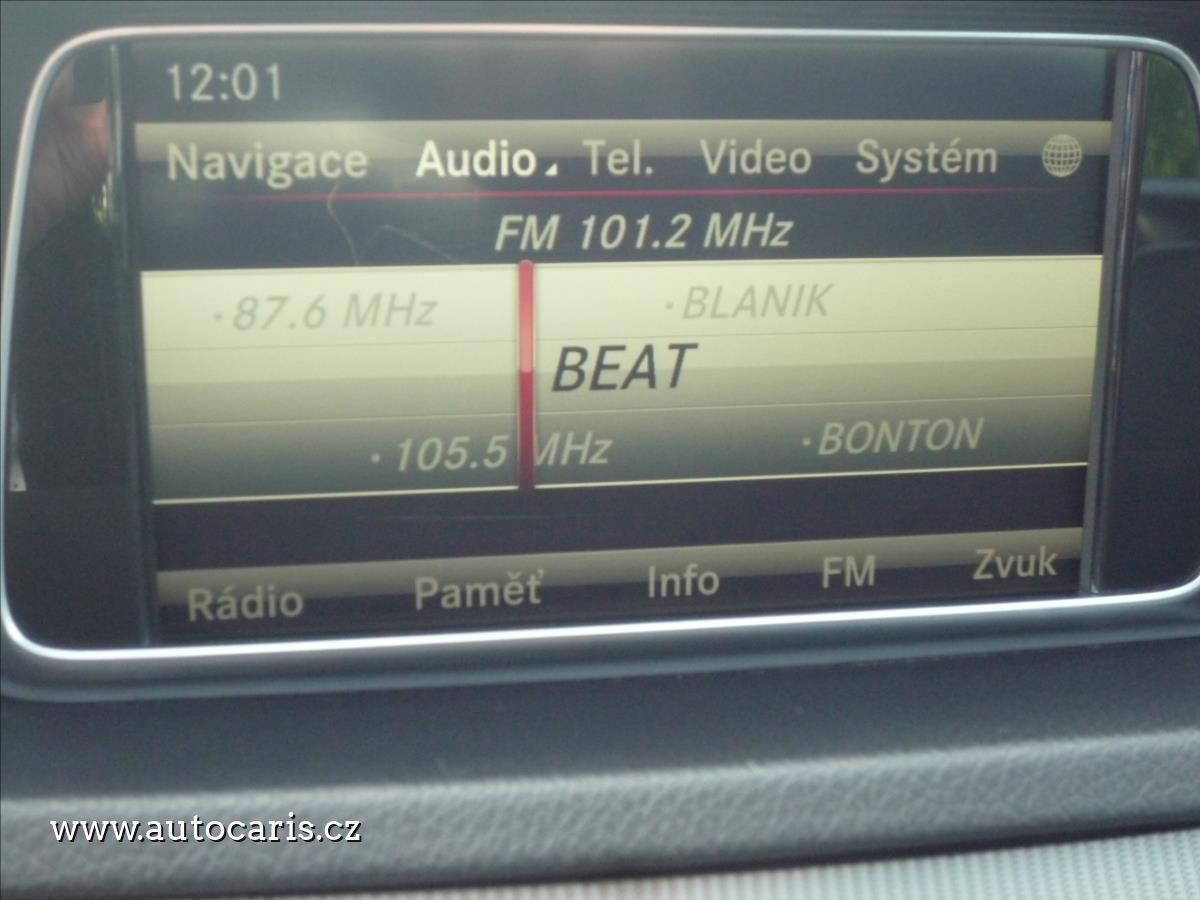 12:01
Navigace Audio Tel. Video Systém
FM 101.2 MHz
·87.6 MHz ·BLANIK
BEAT
·105.5 MHz ·BONTON
Rádio Paměť Info FM Zvuk
www.autocaris.cz